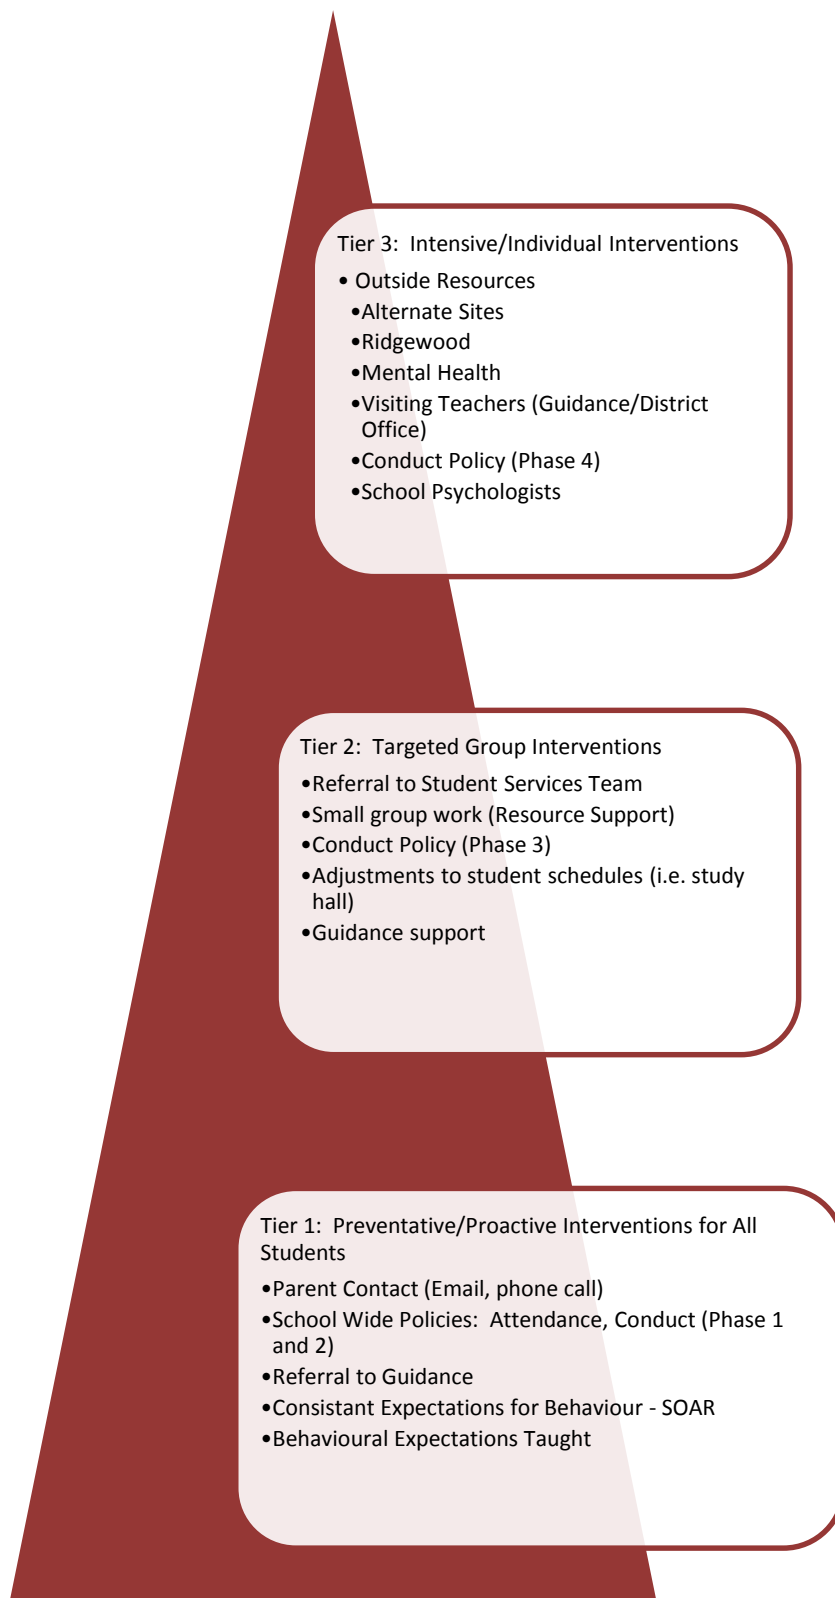 Tier 3:  Intensive/Individual Interventions
• Outside Resources
•Alternate Sites
•Ridgewood
•Mental Health
•Visiting Teachers (Guidance/District
Office)
•Conduct Policy (Phase 4)
•School Psychologists
Tier 2:  Targeted Group Interventions
•Referral to Student Services Team
•Small group work (Resource Support)
•Conduct Policy (Phase 3)
•Adjustments to student schedules (i.e. study
hall)
•Guidance support
Tier 1:  Preventative/Proactive Interventions for All
Students
•Parent Contact (Email, phone call)
•School Wide Policies:  Attendance, Conduct (Phase 1
and 2)
•Referral to Guidance
•Consistant Expectations for Behaviour - SOAR
•Behavioural Expectations Taught